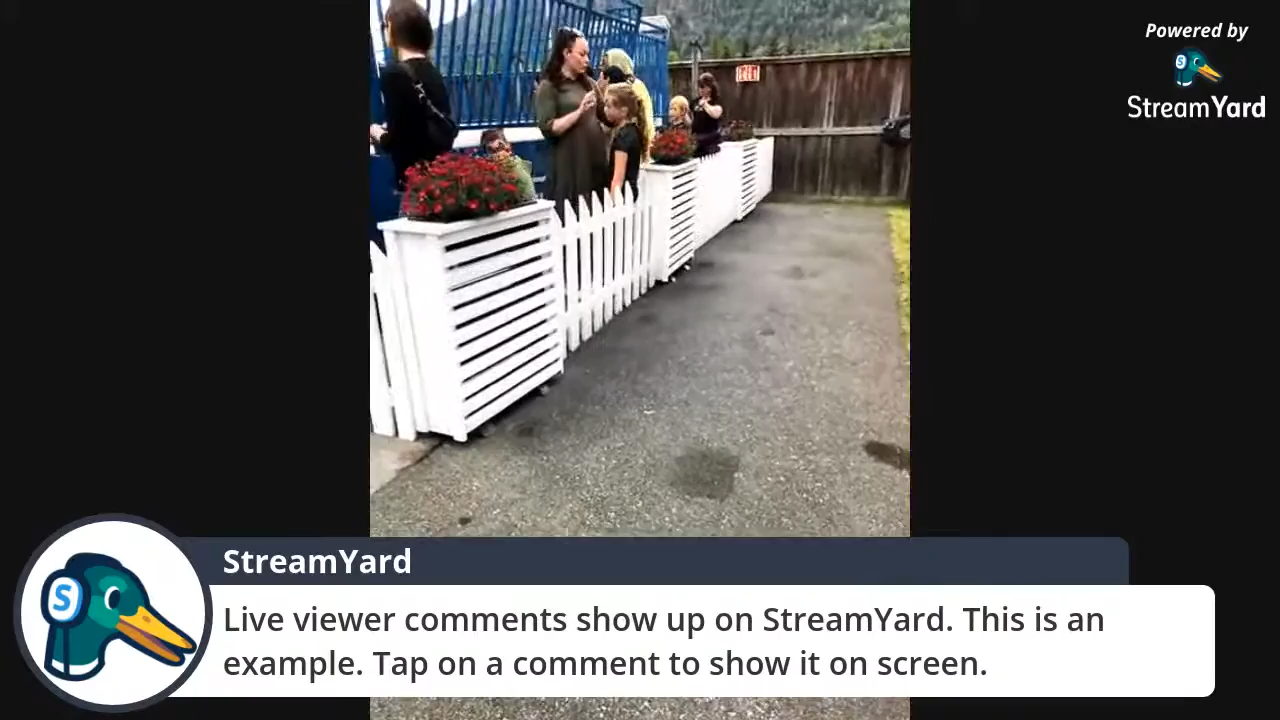 Powered by
StreamYard
StreamYard
Live viewer comments show up on StreamYard. This is an
example. Tap on a comment to show it on screen.